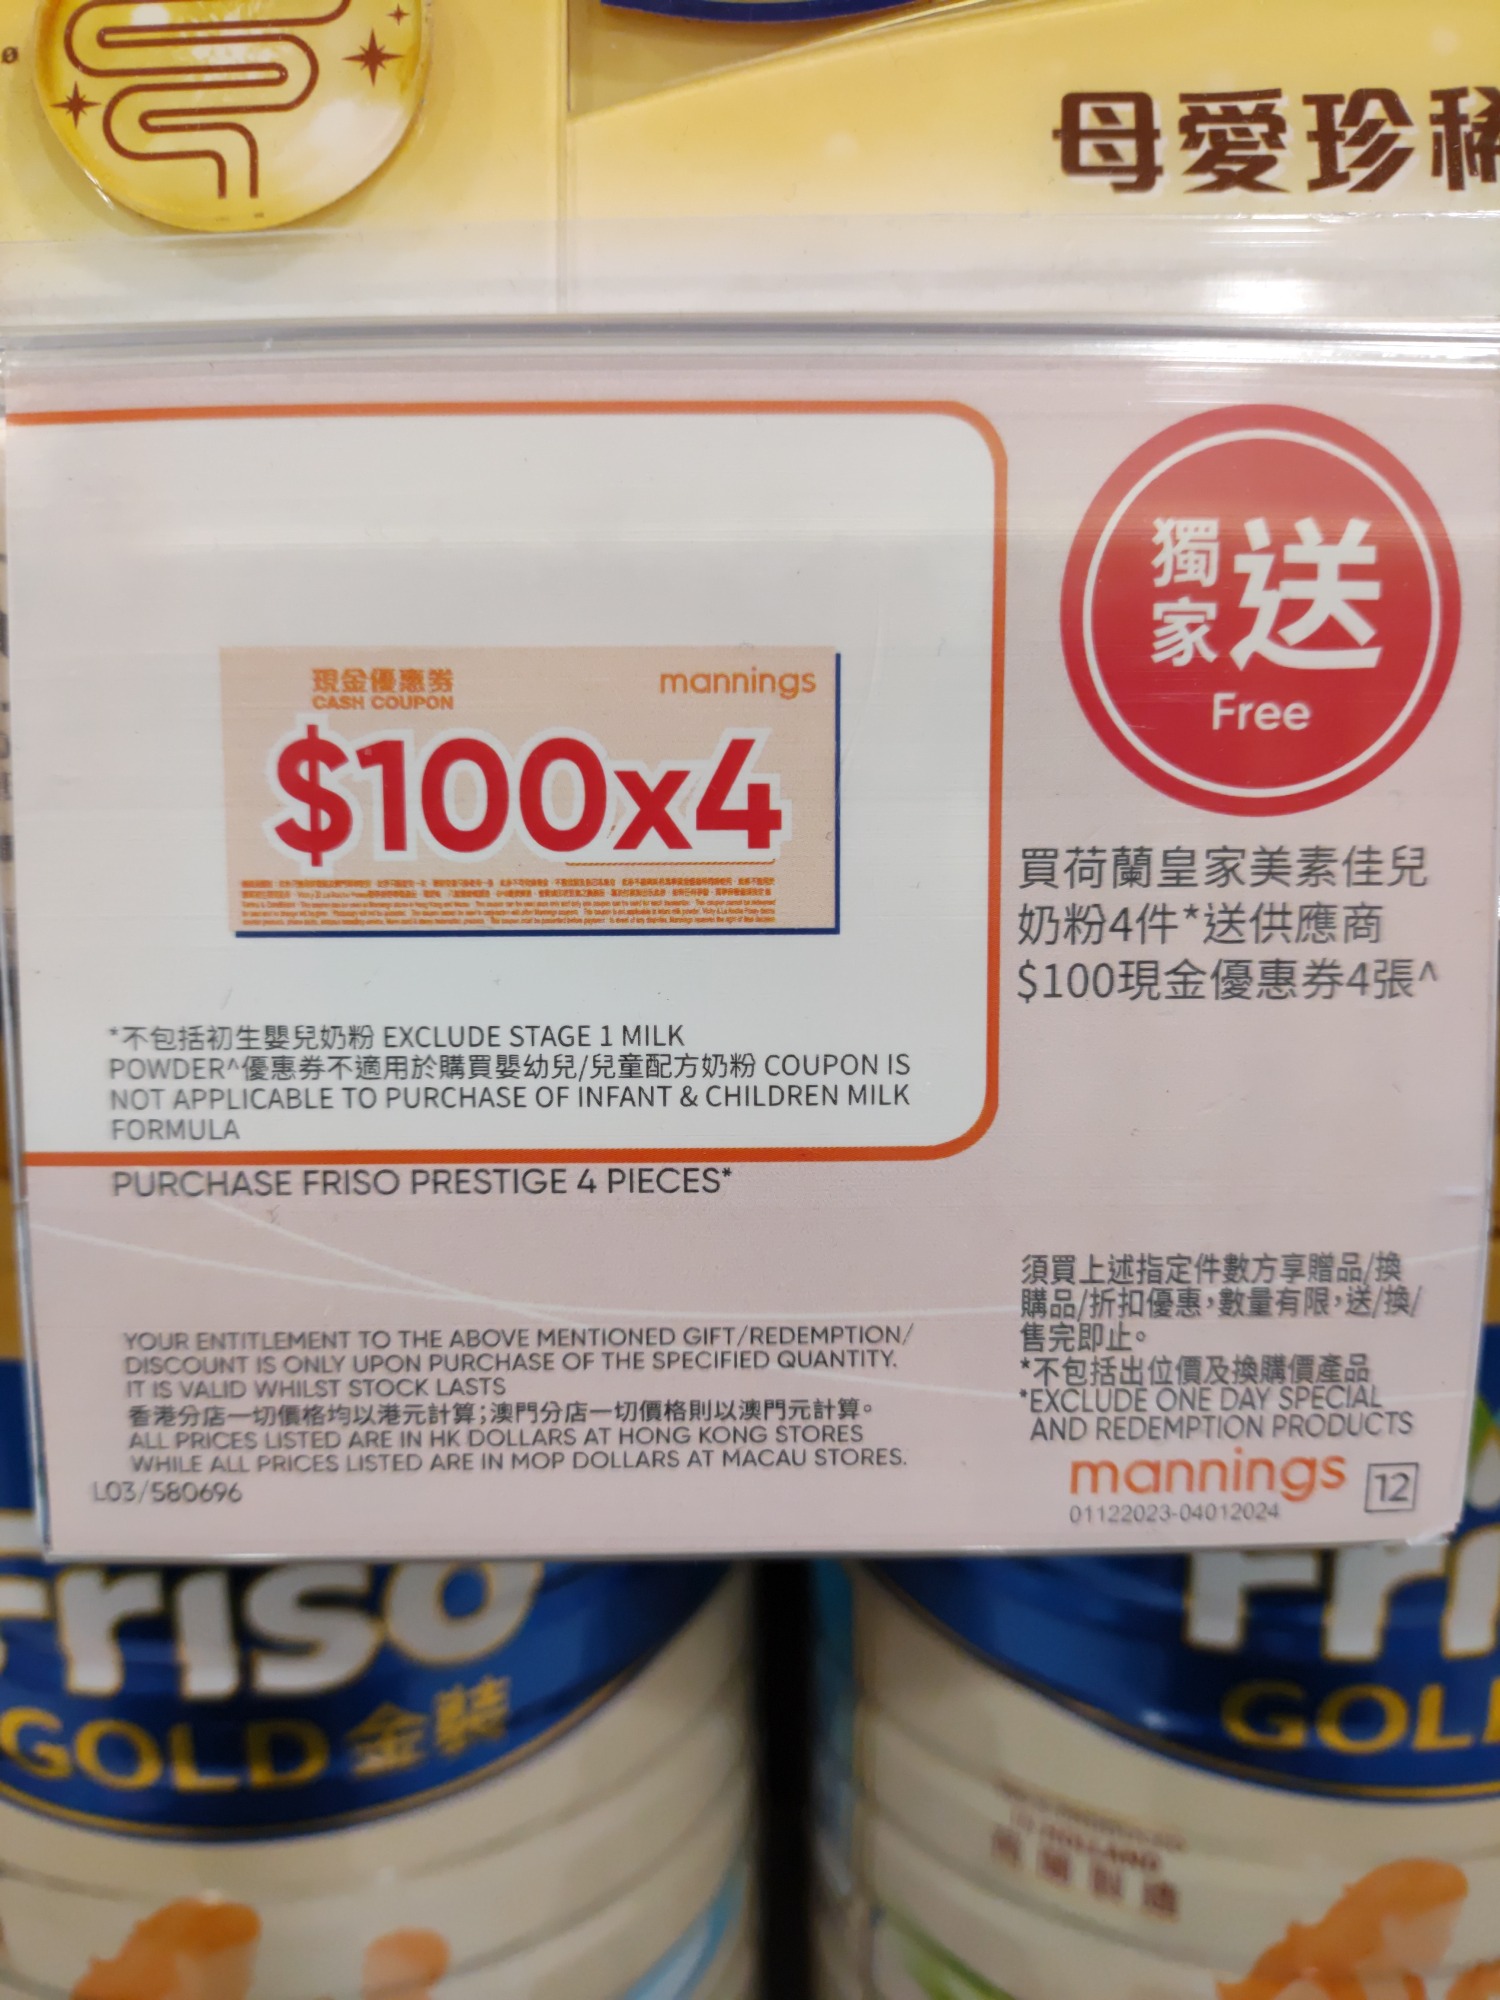 母愛珍稀
獨家送
Free
現金優惠券
CASH COUPON
mannings
$100x4
買荷蘭皇家美素佳兒
奶粉4件*送供應商
$100現金優惠券4張^
*不包括初生嬰兒奶粉 EXCLUDE STAGE 1 MILK
POWDER^優惠券不適用於購買嬰幼兒/兒童配方奶粉 COUPON IS
NOT APPLICABLE TO PURCHASE OF INFANT & CHILDREN MILK
FORMULA
PURCHASE FRISO PRESTIGE 4 PIECES*
YOUR ENTITLEMENT TO THE ABOVE MENTIONED GIFT/REDEMPTION/
DISCOUNT IS ONLY UPON PURCHASE OF THE SPECIFIED QUANTITY.
IT IS VALID WHILST STOCK LASTS
香港分店一切價格均以港元計算;澳門分店一切價格則以澳門元計算。
ALL PRICES LISTED ARE IN HK DOLLARS AT HONG KONG STORES
WHILE ALL PRICES LISTED ARE IN MOP DOLLARS AT MACAU STORES.
L03/580696
須買上述指定件數方享贈品/換
購品/折扣優惠,數量有限,送/換/
售完即止。
*不包括出位價及換購價產品
*EXCLUDE ONE DAY SPECIAL
AND REDEMPTION PRODUCTS
mannings 12
01122023-04012024
Friso
GOLD 金裝
Fri
GOL